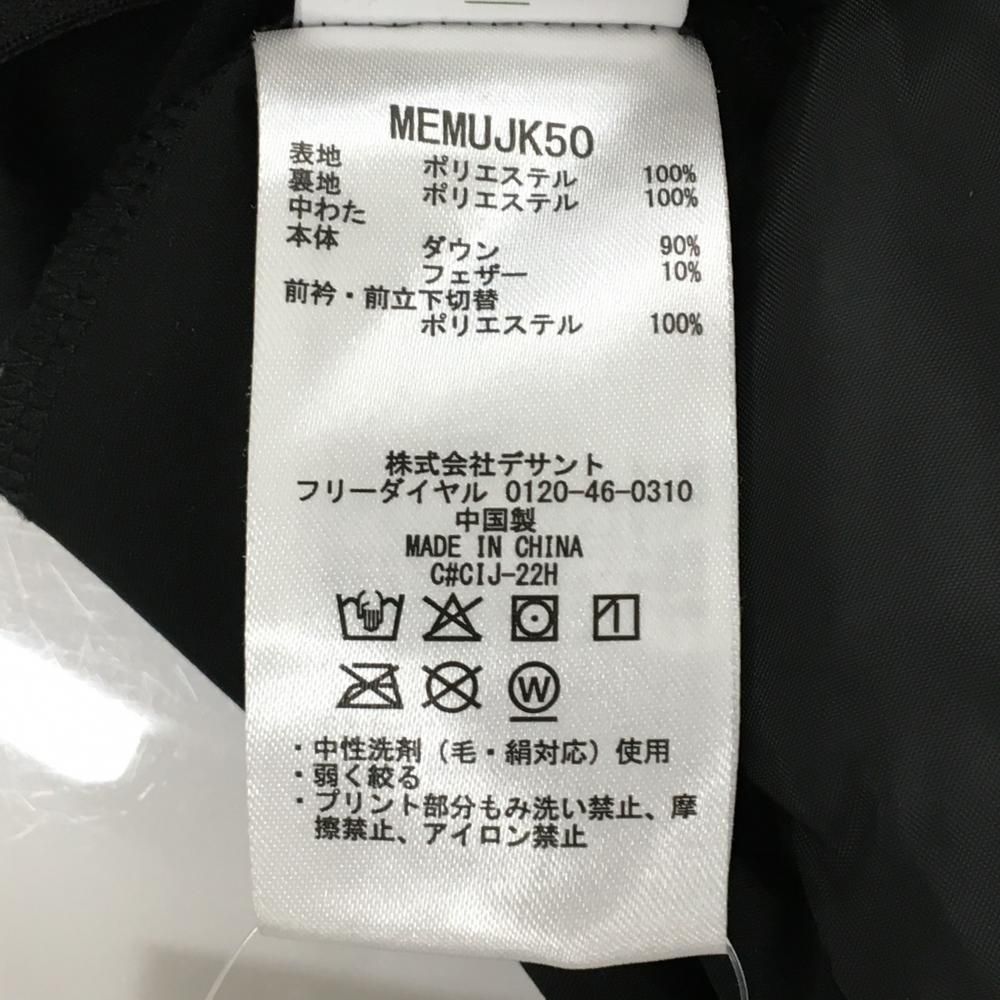 MEMUJK50
表地 ポリエステル 100%
裏地 ポリエステル 100%
中わた
本体 ダウン 90%
フェザー 10%
前衿・前立下切替
ポリエステル 100%
株式会社デサント
フリーダイヤル 0120-46-0310
中国製
MADE IN CHINA
C#CIJ-22H
W
・中性洗剤（毛・絹対応）使用
・弱く絞る
・プリント部分もみ洗い禁止、摩
擦禁止、アイロン禁止